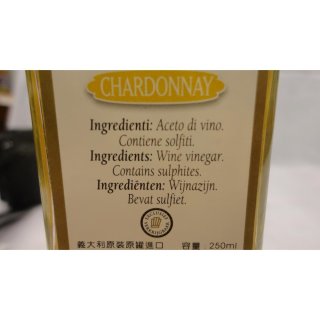 CHARDONNAY
Ingredienti: Aceto di vino.
Contiene solfiti.
Ingredients: Wine vinegar.
Contains sulphites.
Ingrediënten: Wijnazijn.
Bevat sulfiet.
義大利原裝原罐進口 容量：250ml